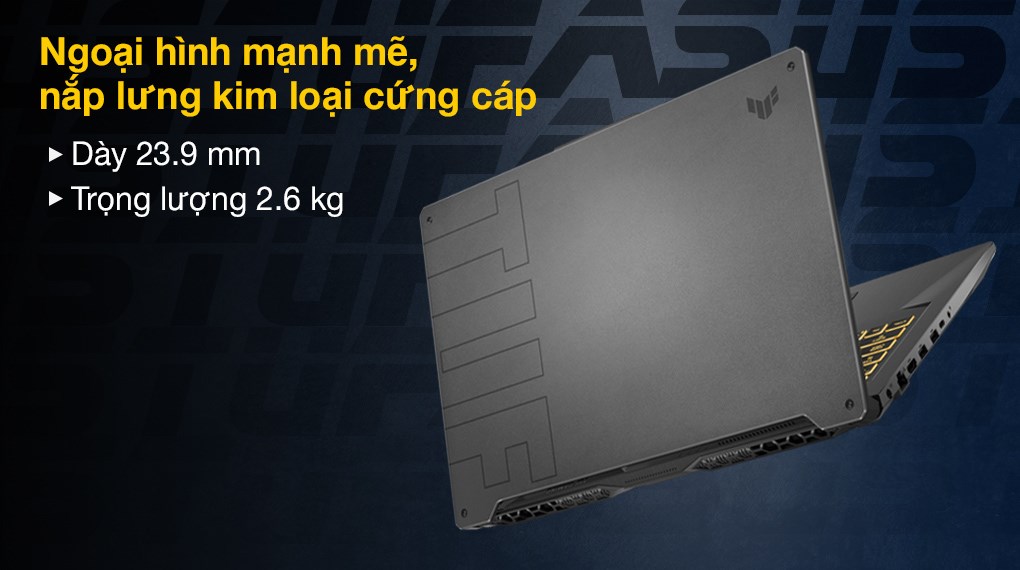 Ngoại hình mạnh mẽ,
nắp lưng kim loại cứng cáp
▸ Dày 23.9 mm
▸ Trọng lượng 2.6 kg
TUF
ASUS